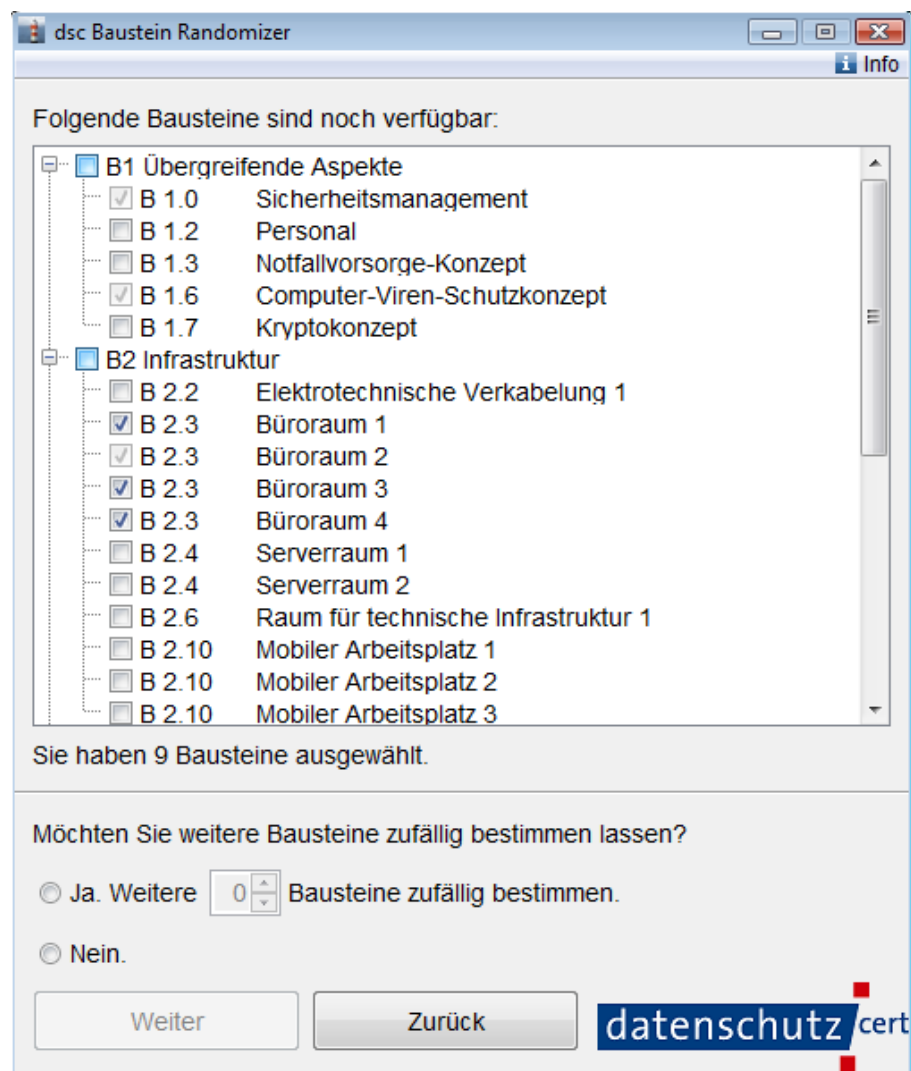 dsc Baustein Randomizer
Info
Folgende Bausteine sind noch verfügbar:
B1 Übergreifende Aspekte
B 1.0 Sicherheitsmanagement
B 1.2 Personal
B 1.3 Notfallvorsorge-Konzept
B 1.6 Computer-Viren-Schutzkonzept
B 1.7 Kryptokonzept
B2 Infrastruktur
B 2.2 Elektrotechnische Verkabelung 1
B 2.3 Büroraum 1
B 2.3 Büroraum 2
B 2.3 Büroraum 3
B 2.3 Büroraum 4
B 2.4 Serverraum 1
B 2.4 Serverraum 2
B 2.6 Raum für technische Infrastruktur 1
B 2.10 Mobiler Arbeitsplatz 1
B 2.10 Mobiler Arbeitsplatz 2
B 2.10 Mobiler Arbeitsplatz 3
Sie haben 9 Bausteine ausgewählt.
Möchten Sie weitere Bausteine zufällig bestimmen lassen?
Ja. Weitere 0 Bausteine zufällig bestimmen.
Nein.
Weiter Zurück datenschutz cert